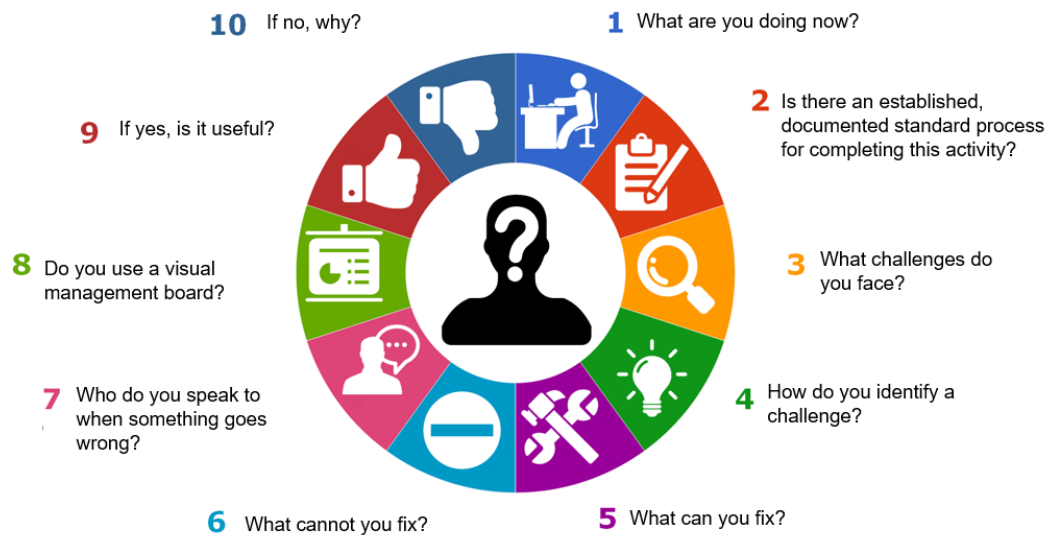 1 What are you doing now?
2 Is there an established,
documented standard process
for completing this activity?
3 What challenges do
you face?
4 How do you identify a
challenge?
5 What can you fix?
6 What cannot you fix?
7 Who do you speak to
when something goes
wrong?
8 Do you use a visual
management board?
9 If yes, is it useful?
10 If no, why?
?